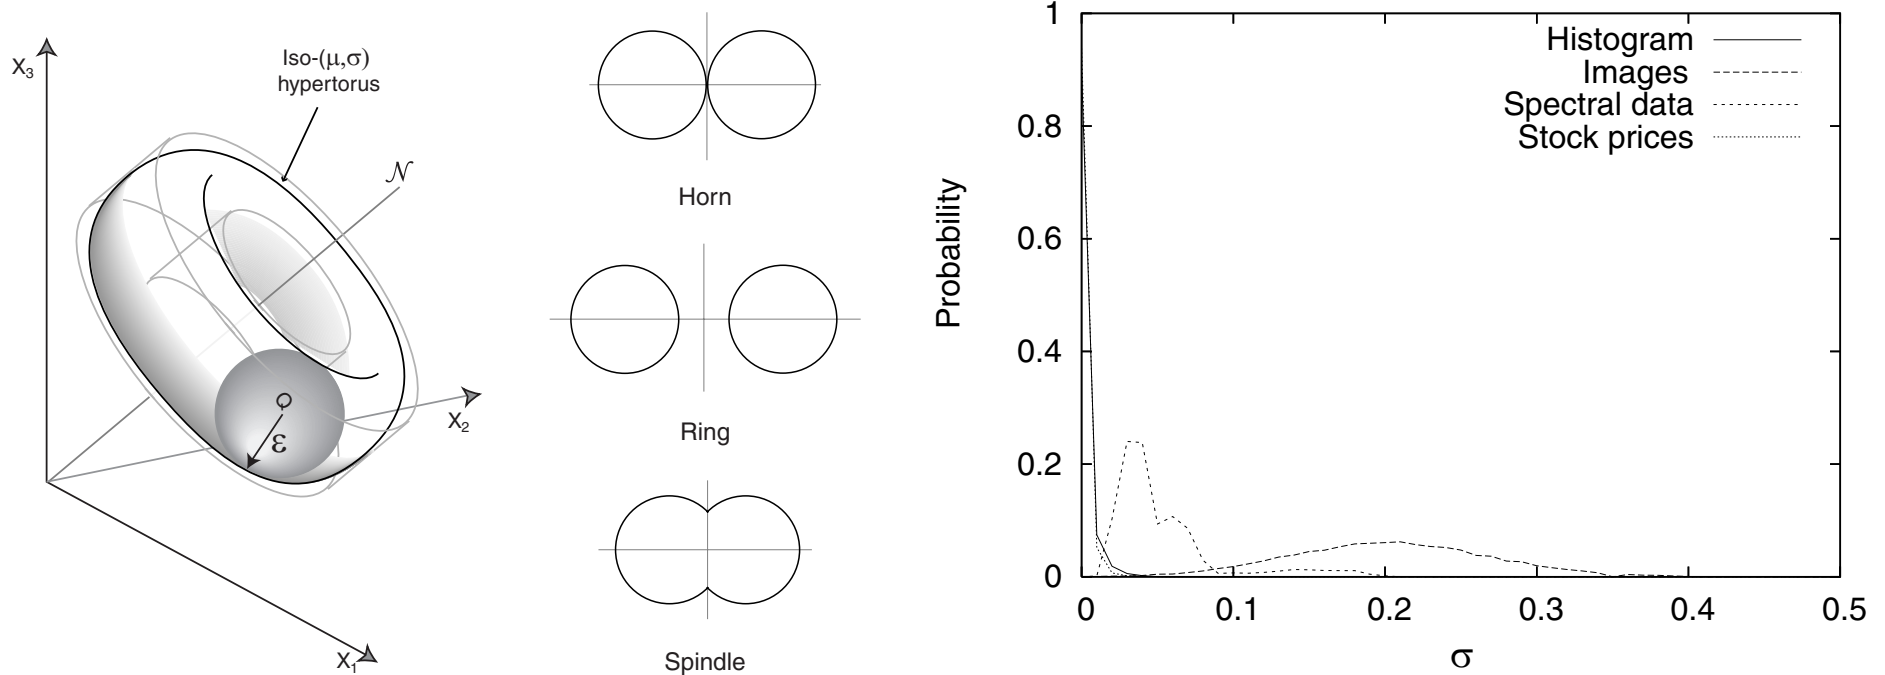 X3
Iso-(μ,σ)
hypertorus
𝒩
Q
ε
X2
X1
Horn
Ring
Spindle
Probability
1
0.8
0.6
0.4
0.2
0
Histogram
Images
Spectral data
Stock prices
0 0.1 0.2 0.3 0.4 0.5
σ